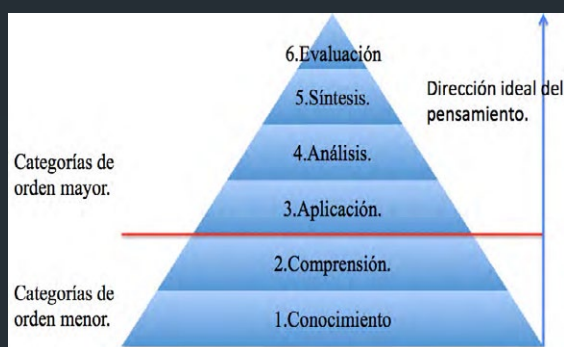 6.Evaluación
5.Síntesis.
Dirección ideal del
pensamiento.
4.Análisis.
Categorías de
orden mayor.
3.Aplicación.
2.Comprensión.
Categorías de
orden menor.
1.Conocimiento